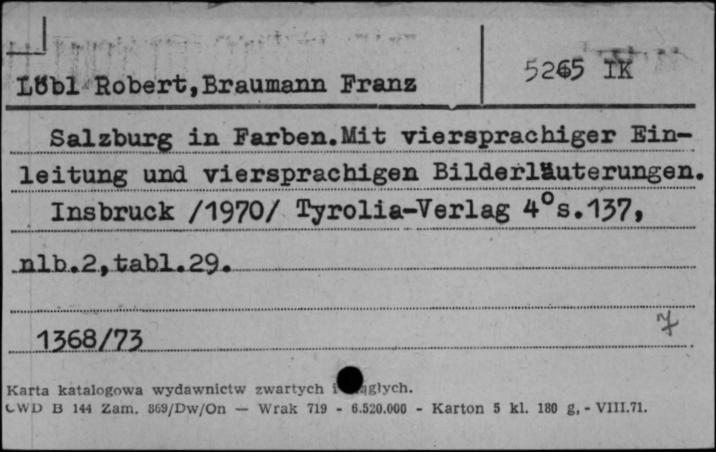 Löbl Robert,Braumann Franz
5265 IK
Salzburg in Farben.Mit viersprachiger Ein-
leitung und viersprachigen Bilderläuterungen.
Insbruck /1970/ Tyrolia-Verlag 4°s.137,
nlb.2,tabl.29.
1368/73
Karta katalogowa wydawnictw zwartych i
CWD B 144 Zam. 869/Dw/On — Wrak 719 - 6.520.000 - Karton 5 kl. 180 g, - VIII.71.